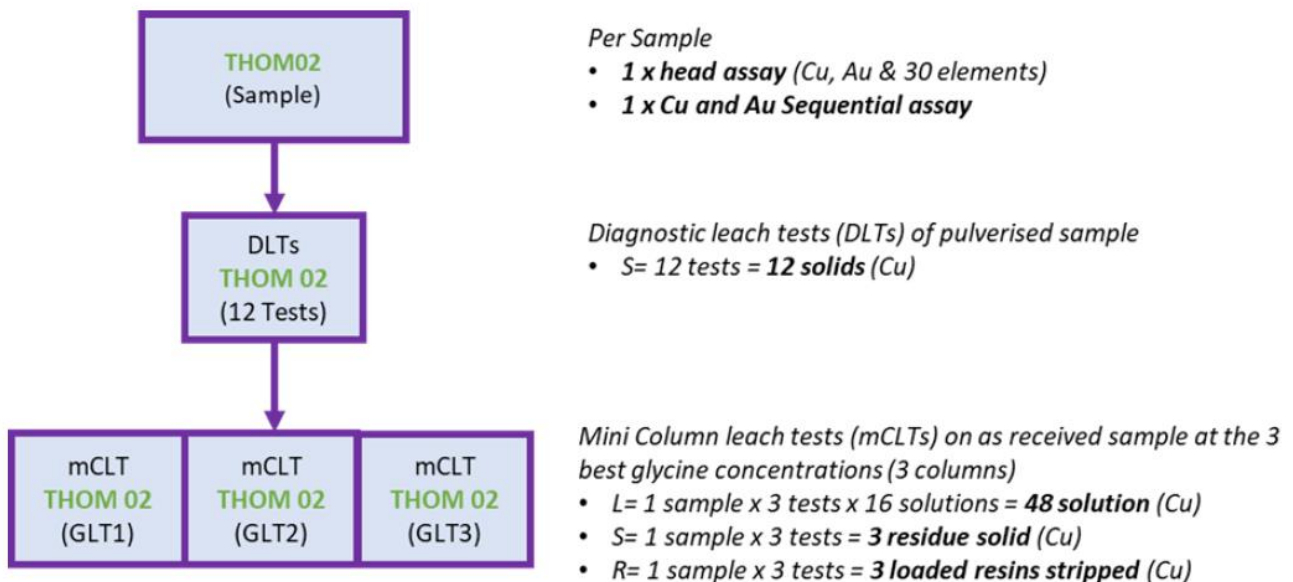 THOM02
(Sample)
Per Sample
• 1 x head assay (Cu, Au & 30 elements)
• 1 x Cu and Au Sequential assay
DLTs
THOM 02
(12 Tests)
Diagnostic leach tests (DLTs) of pulverised sample
• S= 12 tests = 12 solids (Cu)
mCLT
THOM 02
(GLT1)
mCLT
THOM 02
(GLT2)
mCLT
THOM 02
(GLT3)
Mini Column leach tests (mCLTs) on as received sample at the 3
best glycine concentrations (3 columns)
• L= 1 sample x 3 tests x 16 solutions = 48 solution (Cu)
• S= 1 sample x 3 tests = 3 residue solid (Cu)
• R= 1 sample x 3 tests = 3 loaded resins stripped (Cu)